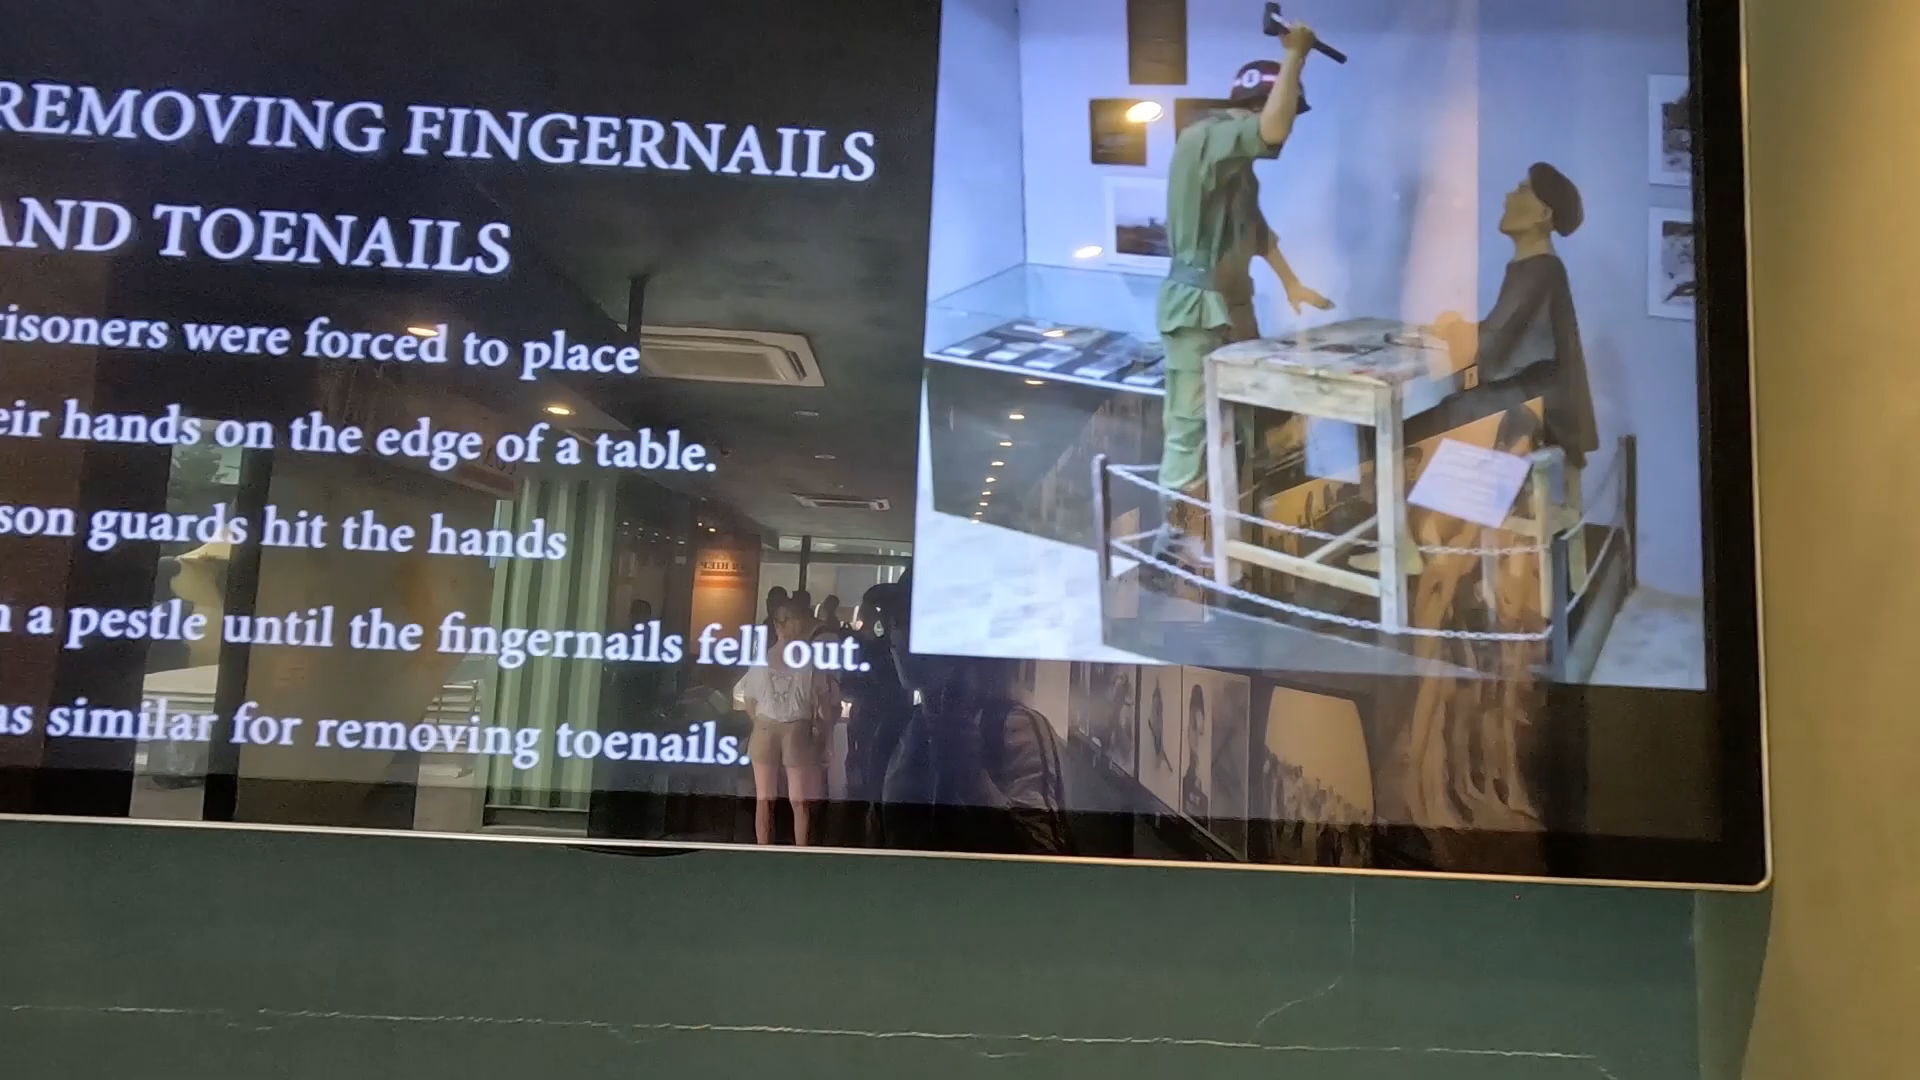 REMOVING FINGERNAILS
AND TOENAILS
risoners were forced to place
eir hands on the edge of a table.
son guards hit the hands
a pestle until the fingernails fell out.
as similar for removing toenails.